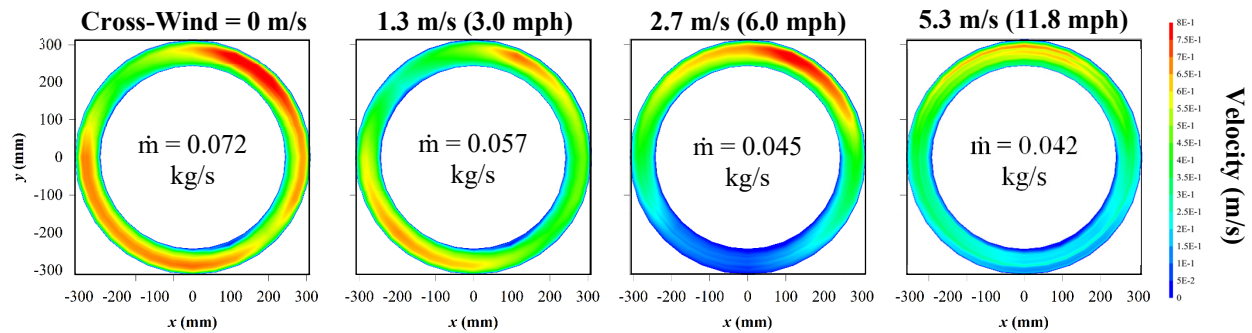 Cross-Wind = 0 m/s
1.3 m/s (3.0 mph)
2.7 m/s (6.0 mph)
5.3 m/s (11.8 mph)
300
200
100
0
-100
-200
-300
y (mm)
ṁ = 0.072
kg/s
ṁ = 0.057
kg/s
ṁ = 0.045
kg/s
ṁ = 0.042
kg/s
-300 -200 -100 0 100 200 300
x (mm)
-300 -200 -100 0 100 200 300
x (mm)
-300 -200 -100 0 100 200 300
x (mm)
-300 -200 -100 0 100 200 300
x (mm)
8E-1
7.5E-1
7E-1
6.5E-1
6E-1
5.5E-1
5E-1
4.5E-1
4E-1
3.5E-1
3E-1
2.5E-1
2E-1
1.5E-1
1E-1
5E-2
0
Velocity (m/s)